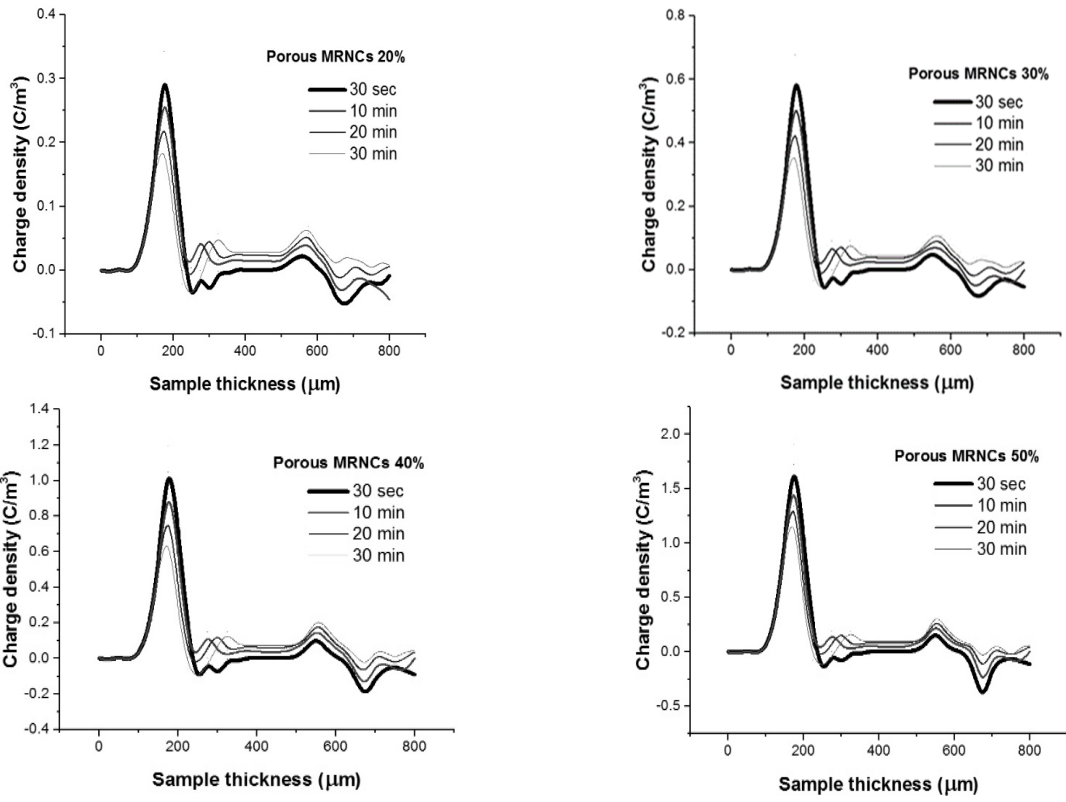 Porous MRNCs 20%
30 sec
10 min
20 min
30 min
Charge density (C/m³)
0.4
0.3
0.2
0.1
0.0
-0.1
0 200 400 600 800
Sample thickness (μm)
Porous MRNCs 30%
30 sec
10 min
20 min
30 min
Charge density (C/m³)
0.8
0.6
0.4
0.2
0.0
-0.2
0 200 400 600 800
Sample thickness (μm)
Porous MRNCs 40%
30 sec
10 min
20 min
30 min
Charge density (C/m³)
1.4
1.2
1.0
0.8
0.6
0.4
0.2
0.0
-0.2
-0.4
0 200 400 600 800
Sample thickness (μm)
Porous MRNCs 50%
30 sec
10 min
20 min
30 min
Charge density (C/m³)
2.0
1.5
1.0
0.5
0.0
-0.5
0 200 400 600 800
Sample thickness (μm)